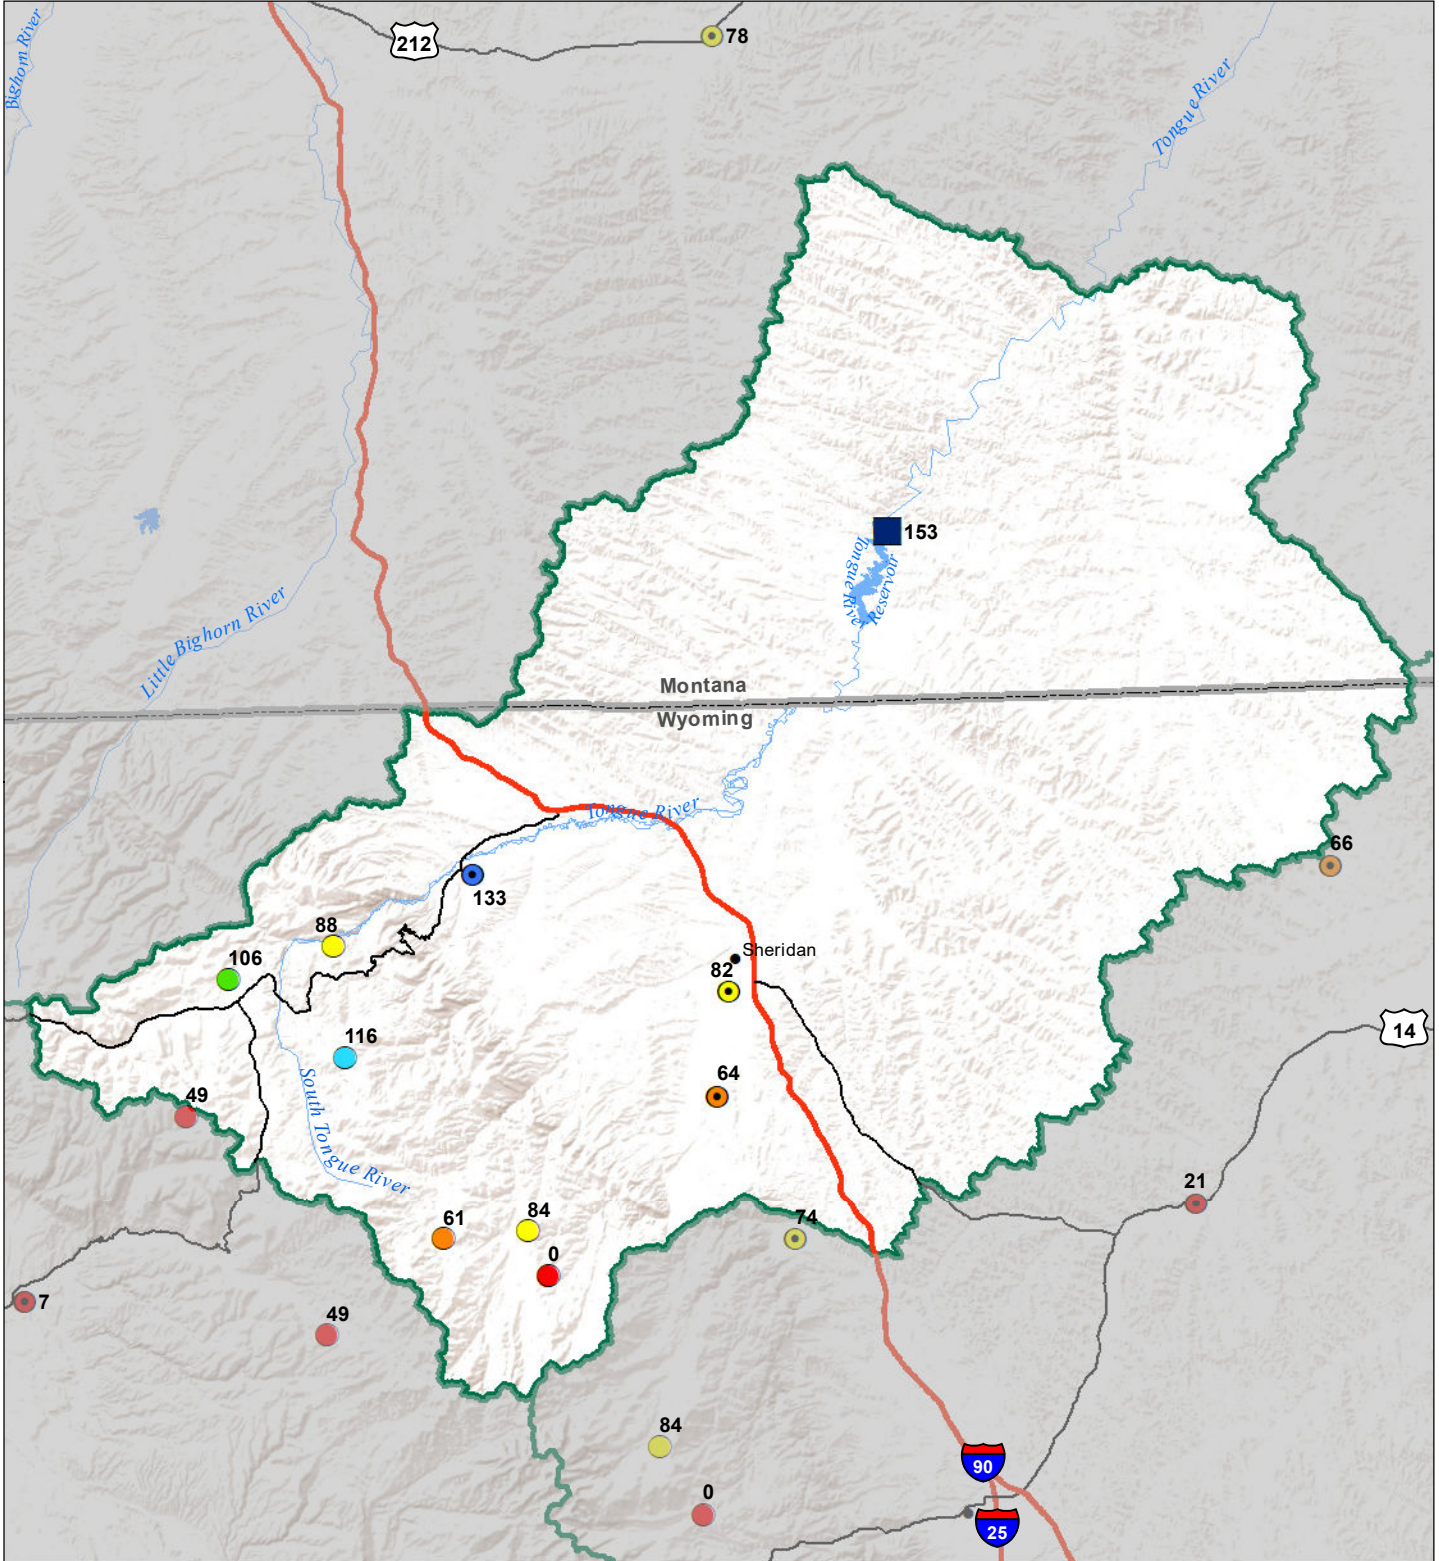 Bighorn River
212
78
Tongue River
153
Tongue River
Reservoir
Little Bighorn River
Montana
Wyoming
Tongue River
66
133
88
Sheridan
106
82
14
116
64
49
South Tongue River
21
61
84
74
0
7
49
84
90
0
25